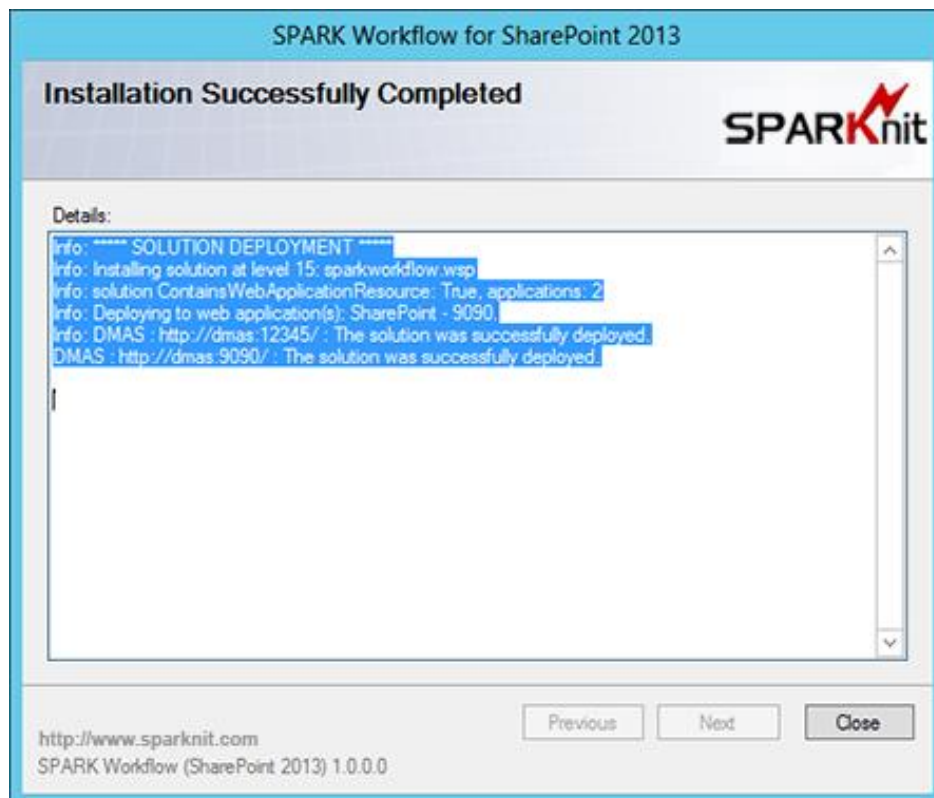 SPARK Workflow for SharePoint 2013
Installation Successfully Completed
SPARKnit
Details:
Info: ***** SOLUTION DEPLOYMENT *****
Info: Installing solution at level 15: sparkworkflow.wsp
Info: solution ContainsWebApplicationResource: True, applications: 2
Info: Deploying to web application(s): SharePoint - 9090.
Info: DMAS : http://dmas:12345/ : The solution was successfully deployed.
DMAS : http://dmas:9090/ : The solution was successfully deployed.
Previous Next Close
http://www.sparknit.com
SPARK Workflow (SharePoint 2013) 1.0.0.0